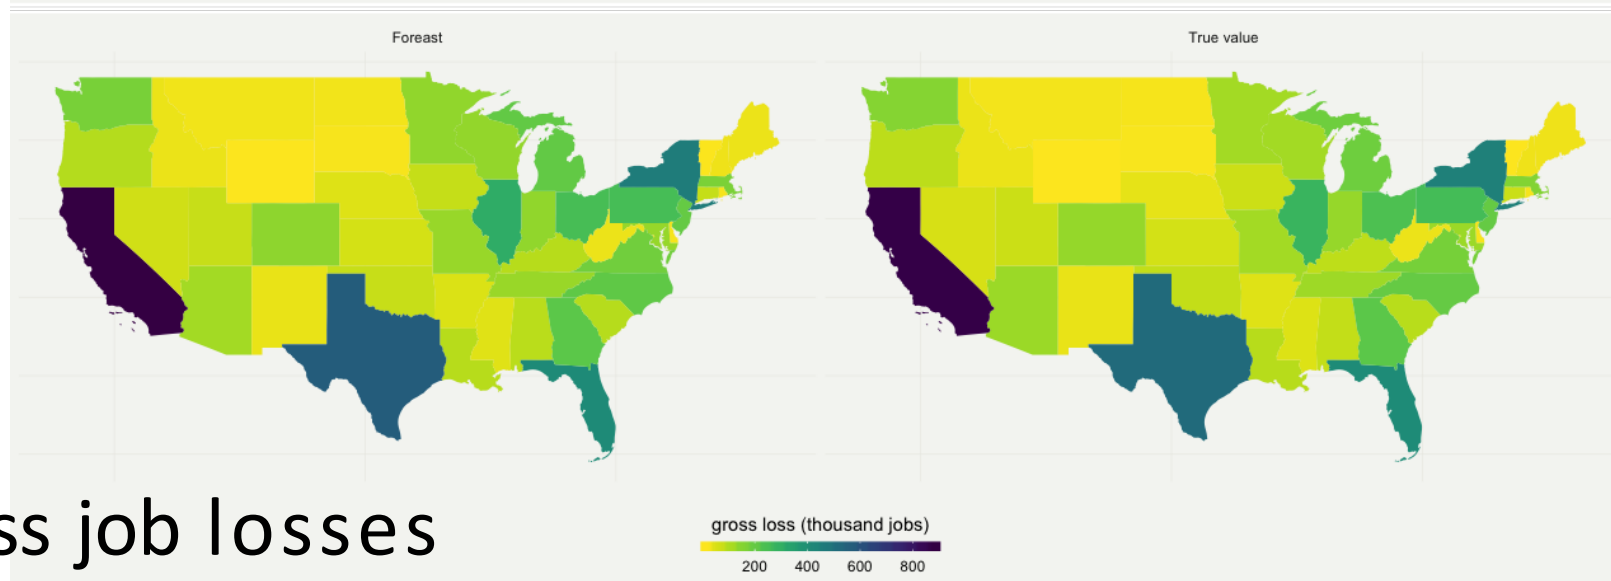 Foreast
True value
ss job losses
gross loss (thousand jobs)
200 400 600 800